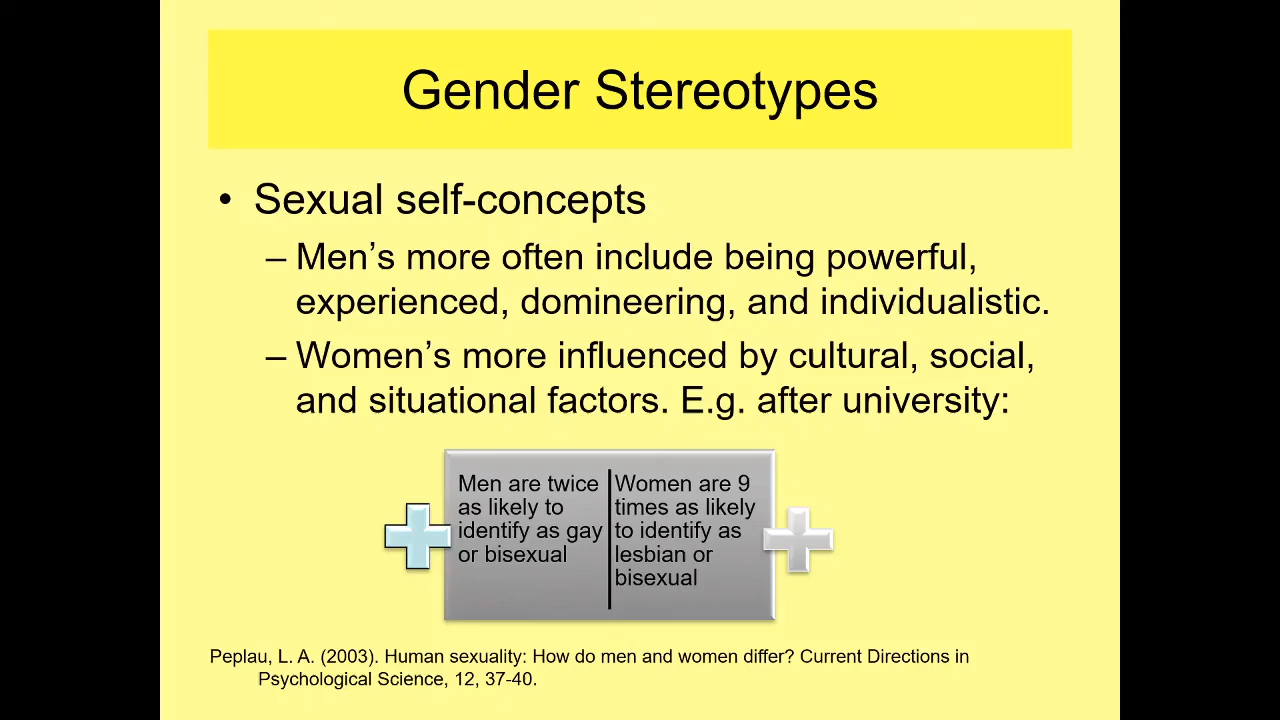 Gender Stereotypes
• Sexual self-concepts
– Men’s more often include being powerful,
experienced, domineering, and individualistic.
– Women’s more influenced by cultural, social,
and situational factors. E.g. after university:
Men are twice
as likely to
identify as gay
or bisexual
Women are 9
times as likely
to identify as
lesbian or
bisexual
Peplau, L. A. (2003). Human sexuality: How do men and women differ? Current Directions in
Psychological Science, 12, 37-40.